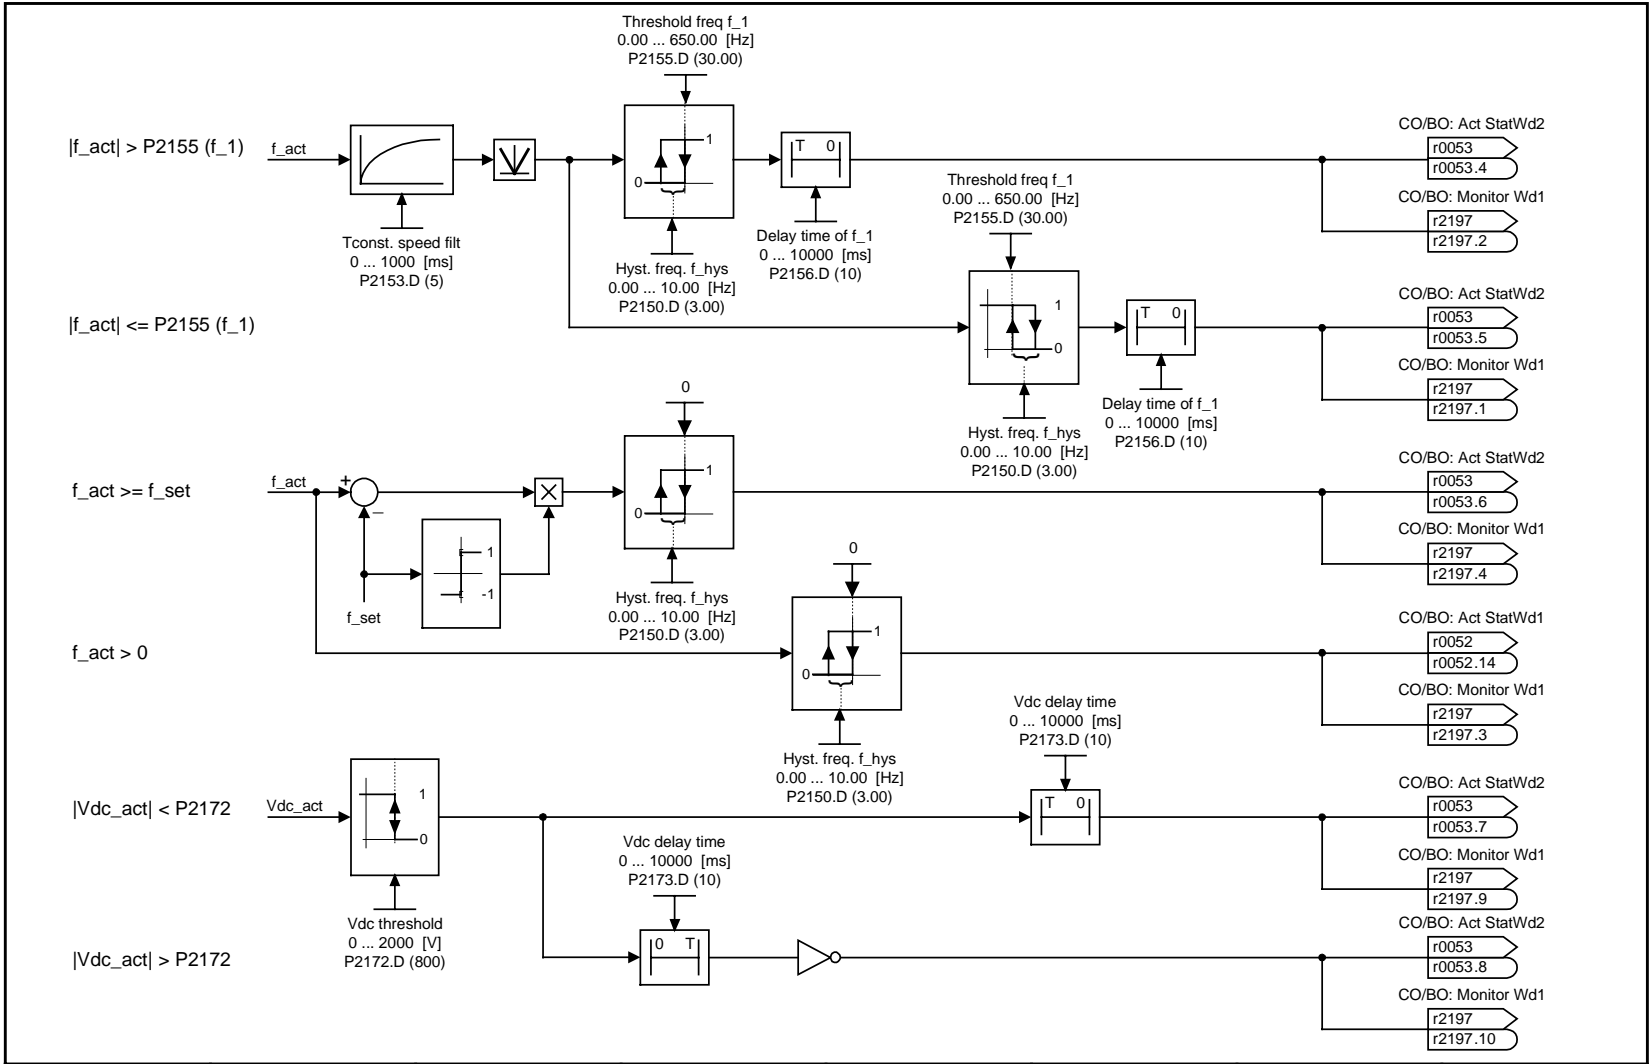 Threshold freq f_1
0.00 ... 650.00 [Hz]
P2155.D (30.00)
|f_act| > P2155 (f_1)
f_act
1
0
T 0
Tconst. speed filt
0 ... 1000 [ms]
P2153.D (5)
Hyst. freq. f_hys
0.00 ... 10.00 [Hz]
P2150.D (3.00)
Delay time of f_1
0 ... 10000 [ms]
P2156.D (10)
CO/BO: Act StatWd2
r0053
r0053.4
CO/BO: Monitor Wd1
r2197
r2197.2
|f_act| <= P2155 (f_1)
Threshold freq f_1
0.00 ... 650.00 [Hz]
P2155.D (30.00)
1
0
T 0
Hyst. freq. f_hys
0.00 ... 10.00 [Hz]
P2150.D (3.00)
Delay time of f_1
0 ... 10000 [ms]
P2156.D (10)
CO/BO: Act StatWd2
r0053
r0053.5
CO/BO: Monitor Wd1
r2197
r2197.1
f_act >= f_set
f_act
+
–
f_set
1
-1
0
1
0
Hyst. freq. f_hys
0.00 ... 10.00 [Hz]
P2150.D (3.00)
CO/BO: Act StatWd2
r0053
r0053.6
CO/BO: Monitor Wd1
r2197
r2197.4
f_act > 0
0
1
0
Hyst. freq. f_hys
0.00 ... 10.00 [Hz]
P2150.D (3.00)
CO/BO: Act StatWd1
r0052
r0052.14
CO/BO: Monitor Wd1
r2197
r2197.3
|Vdc_act| < P2172
Vdc_act
1
0
Vdc threshold
0 ... 2000 [V]
P2172.D (800)
Vdc delay time
0 ... 10000 [ms]
P2173.D (10)
T 0
CO/BO: Act StatWd2
r0053
r0053.7
CO/BO: Monitor Wd1
r2197
r2197.9
|Vdc_act| > P2172
Vdc delay time
0 ... 10000 [ms]
P2173.D (10)
0 T
CO/BO: Act StatWd2
r0053
r0053.8
CO/BO: Monitor Wd1
r2197
r2197.10